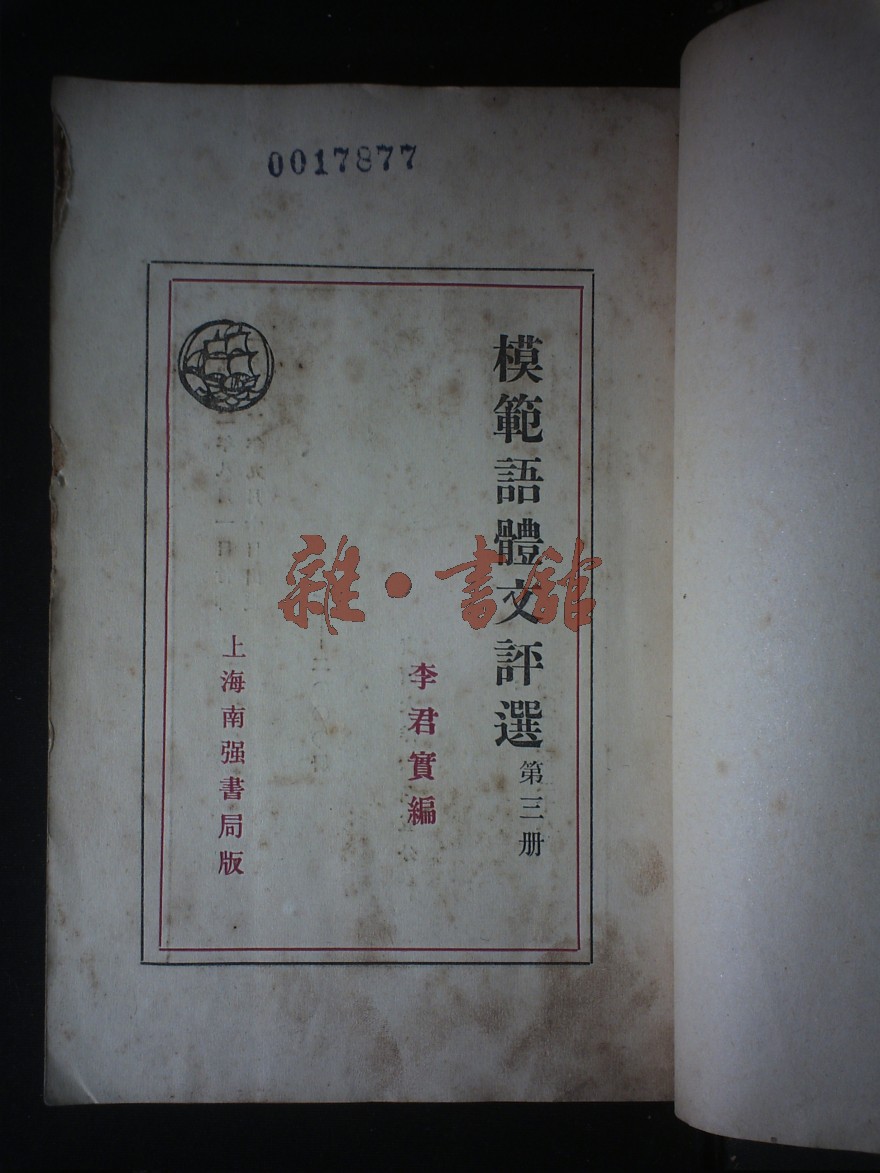 0017877
模範語體文評選 第三册
李君實編
上海南强書局版
雜·書館